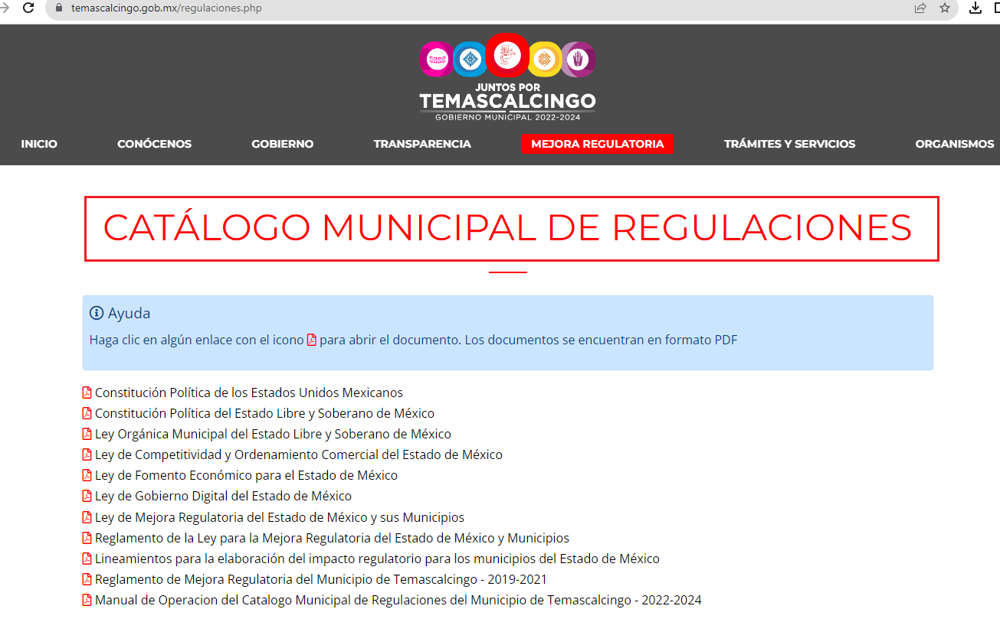 temascalcingo.gob.mx/regulaciones.php
JUNTOS POR
TEMASCALCINGO
GOBIERNO MUNICIPAL 2022-2024
INICIO CONÓCENOS GOBIERNO TRANSPARENCIA MEJORA REGULATORIA TRÁMITES Y SERVICIOS ORGANISMOS
CATÁLOGO MUNICIPAL DE REGULACIONES
Ayuda
Haga clic en algún enlace con el icono para abrir el documento. Los documentos se encuentran en formato PDF
Constitución Política de los Estados Unidos Mexicanos
Constitución Política del Estado Libre y Soberano de México
Ley Orgánica Municipal del Estado Libre y Soberano de México
Ley de Competitividad y Ordenamiento Comercial del Estado de México
Ley de Fomento Económico para el Estado de México
Ley de Gobierno Digital del Estado de México
Ley de Mejora Regulatoria del Estado de México y sus Municipios
Reglamento de la Ley para la Mejora Regulatoria del Estado de México y Municipios
Lineamientos para la elaboración del impacto regulatorio para los municipios del Estado de México
Reglamento de Mejora Regulatoria del Municipio de Temascalcingo - 2019-2021
Manual de Operacion del Catalogo Municipal de Regulaciones del Municipio de Temascalcingo - 2022-2024